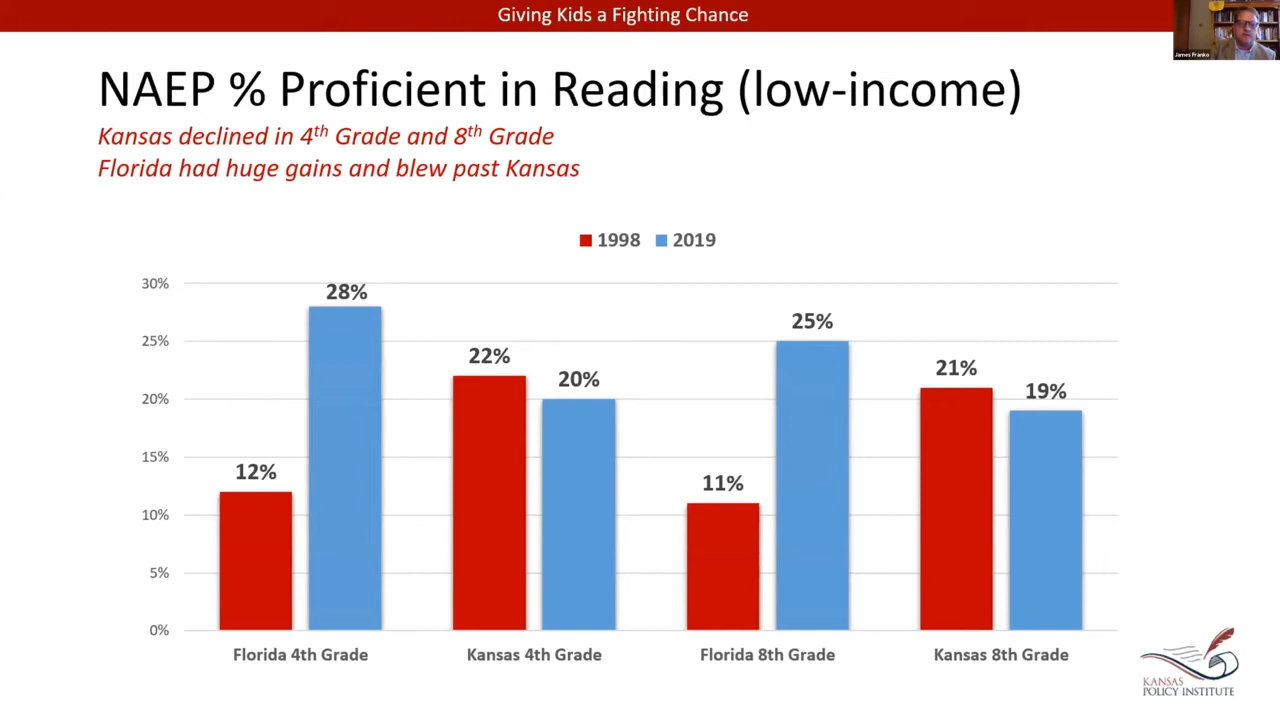 Giving Kids a Fighting Chance
James Franko
NAEP % Proficient in Reading (low-income)
Kansas declined in 4th Grade and 8th Grade
Florida had huge gains and blew past Kansas
1998 2019
30%
25%
20%
15%
10%
5%
0%
12%
28%
22%
20%
11%
25%
21%
19%
Florida 4th Grade
Kansas 4th Grade
Florida 8th Grade
Kansas 8th Grade
KANSAS
POLICY INSTITUTE